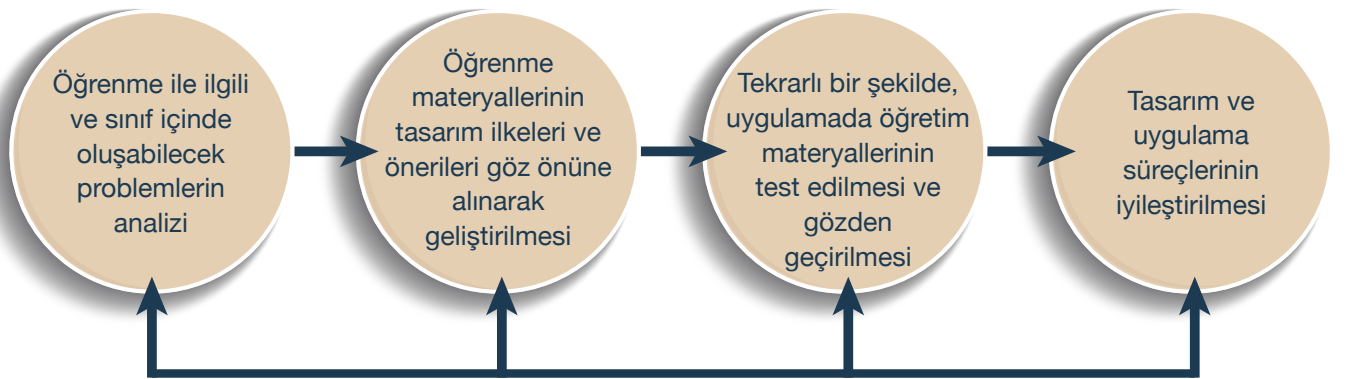 Öğrenme ile ilgili
ve sınıf içinde
oluşabilecek
problemlerin
analizi
Öğrenme
materyallerinin
tasarım ilkeleri ve
önerileri göz önüne
alınarak
geliştirilmesi
Tekrarlı bir şekilde,
uygulamada öğretim
materyallerinin
test edilmesi ve
gözden
geçirilmesi
Tasarım ve
uygulama
süreçlerinin
iyileştirilmesi